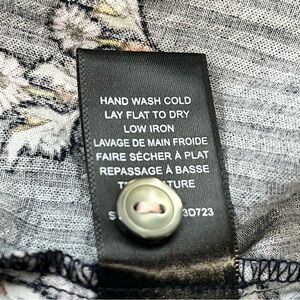 HAND WASH COLD
LAY FLAT TO DRY
LOW IRON
LAVAGE DE MAIN FROIDE
FAIRE SÉCHER À PLAT
REPASSAGE À BASSE